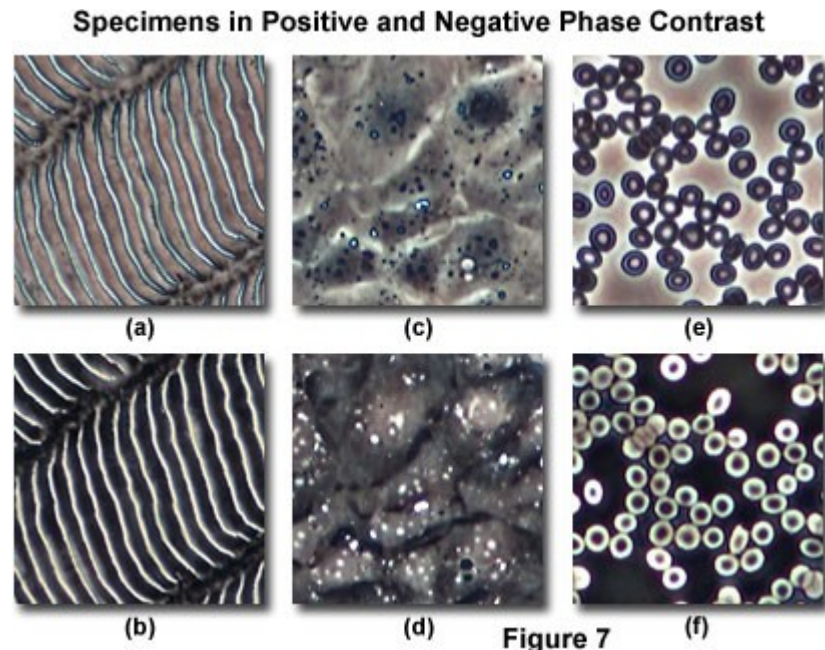 Specimens in Positive and Negative Phase Contrast
(a)
(c)
(e)
(b)
(d)
(f)
Figure 7